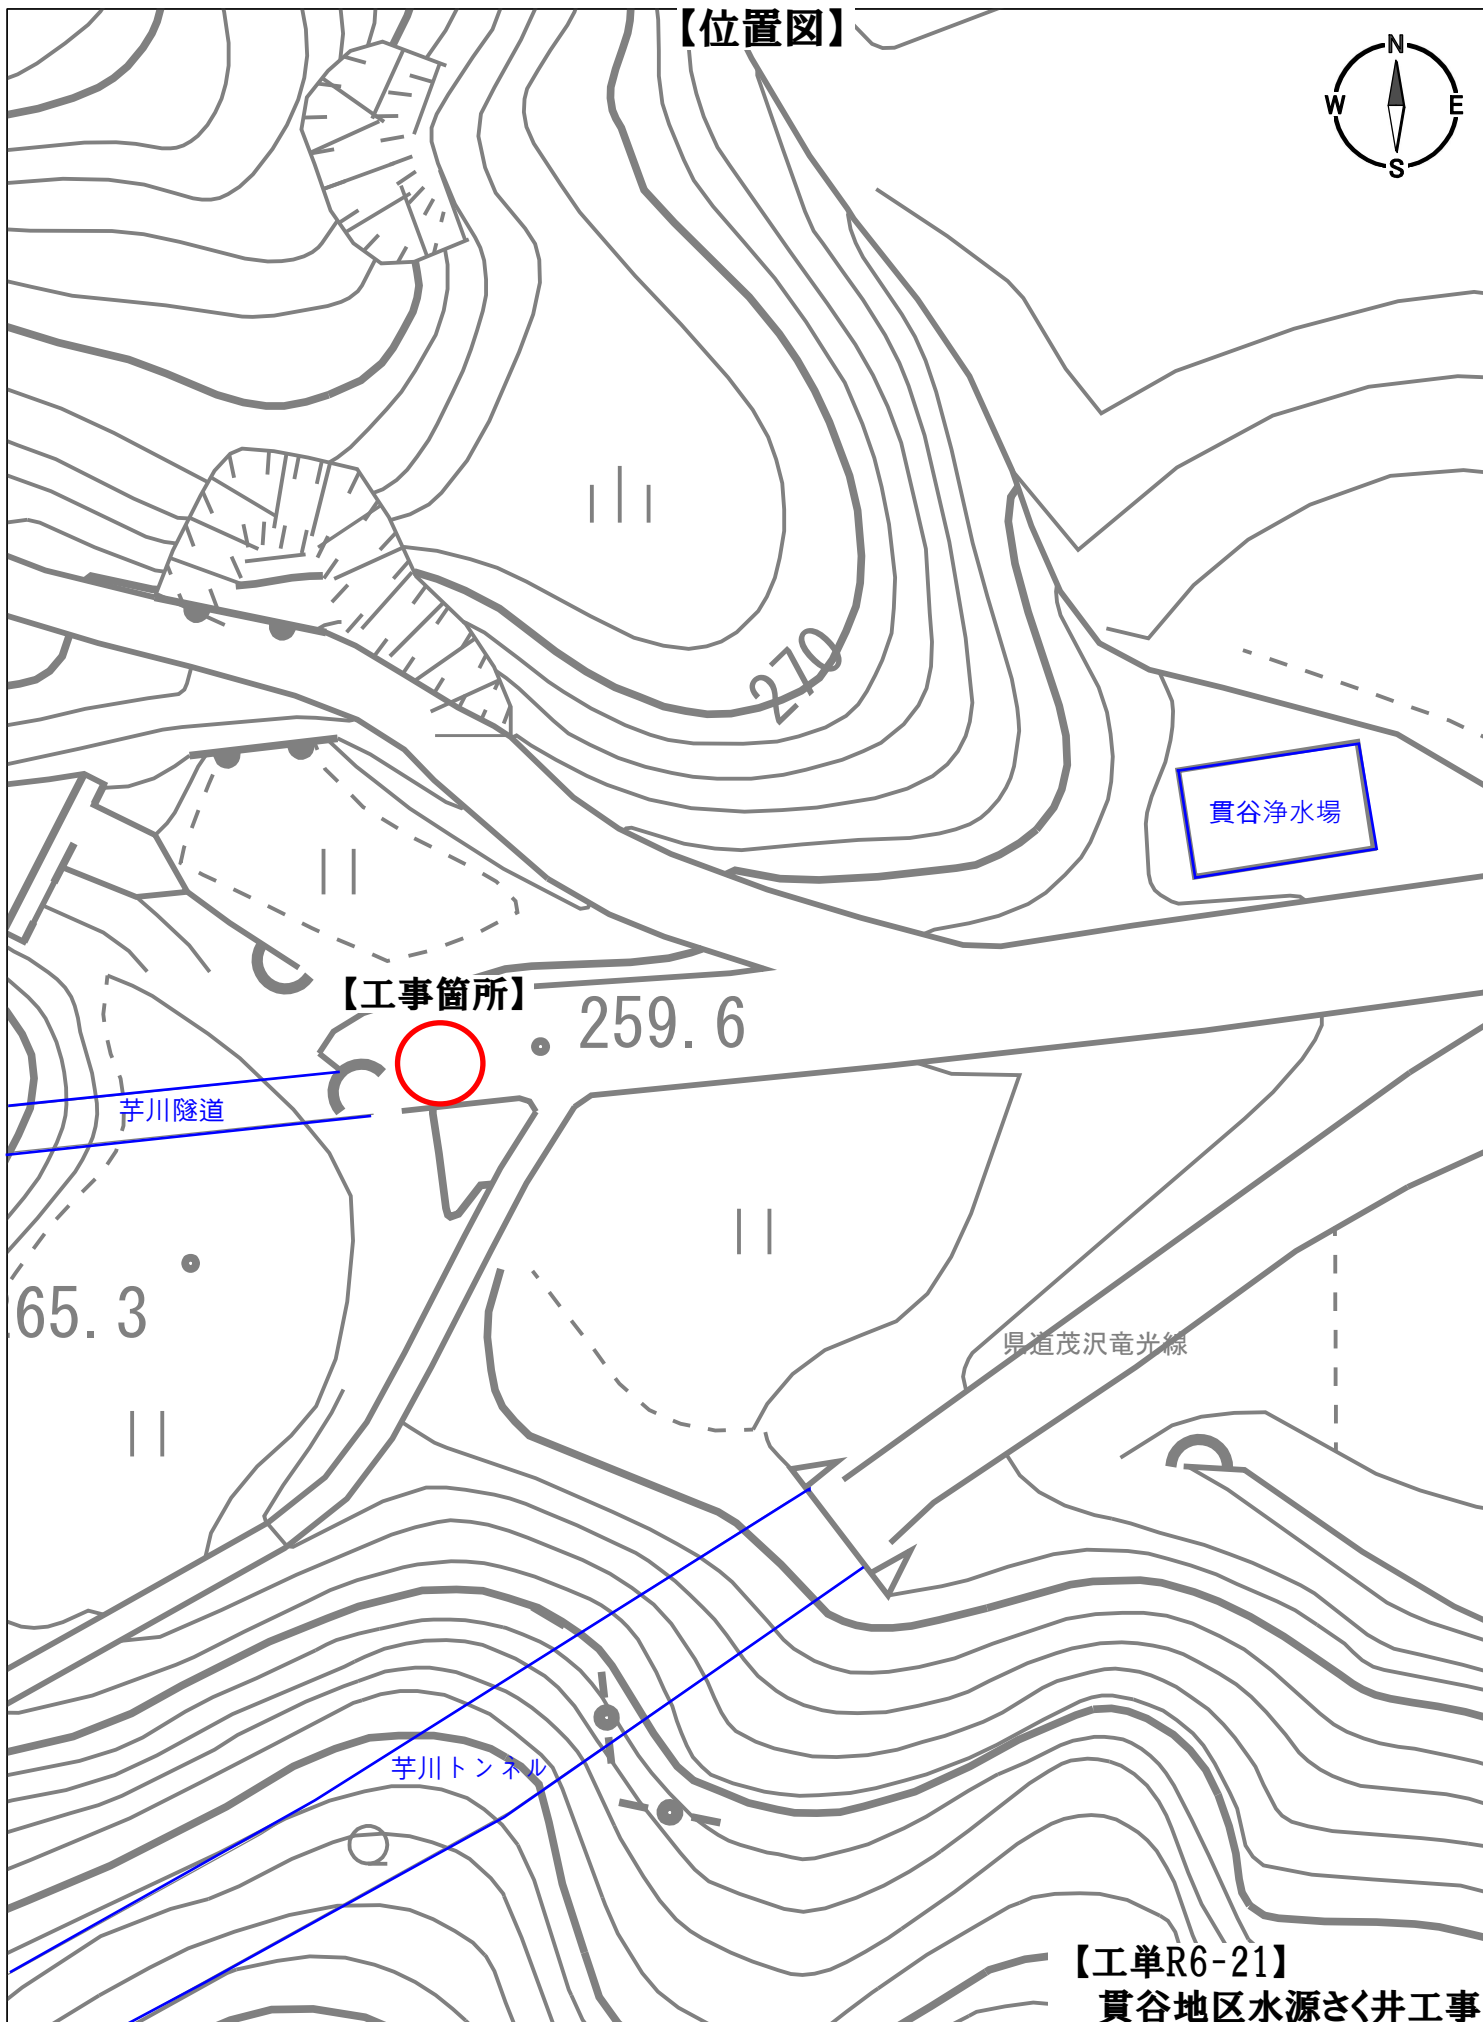 【位置図】
N
W
E
S
270
貫谷浄水場
【工事箇所】
259.6
芋川隧道
65.3
県道茂沢竜光線
芋川トンネル
【工単R6-21】
貫谷地区水源さく井工事